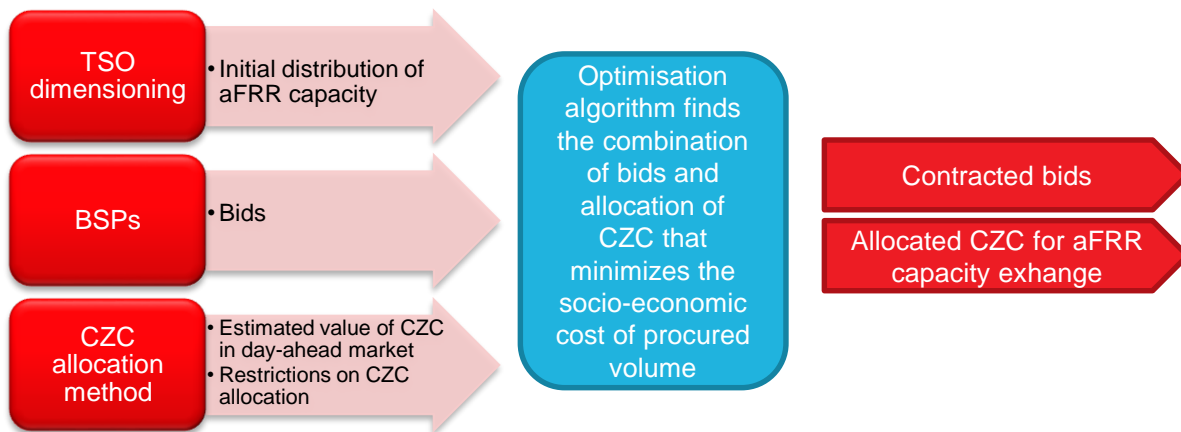 TSO
dimensioning
• Initial distribution of
aFRR capacity
BSPs
• Bids
CZC
allocation
method
• Estimated value of CZC
in day-ahead market
• Restrictions on CZC
allocation
Optimisation
algorithm finds
the combination
of bids and
allocation of
CZC that
minimizes the
socio-economic
cost of procured
volume
Contracted bids
Allocated CZC for aFRR
capacity exhange